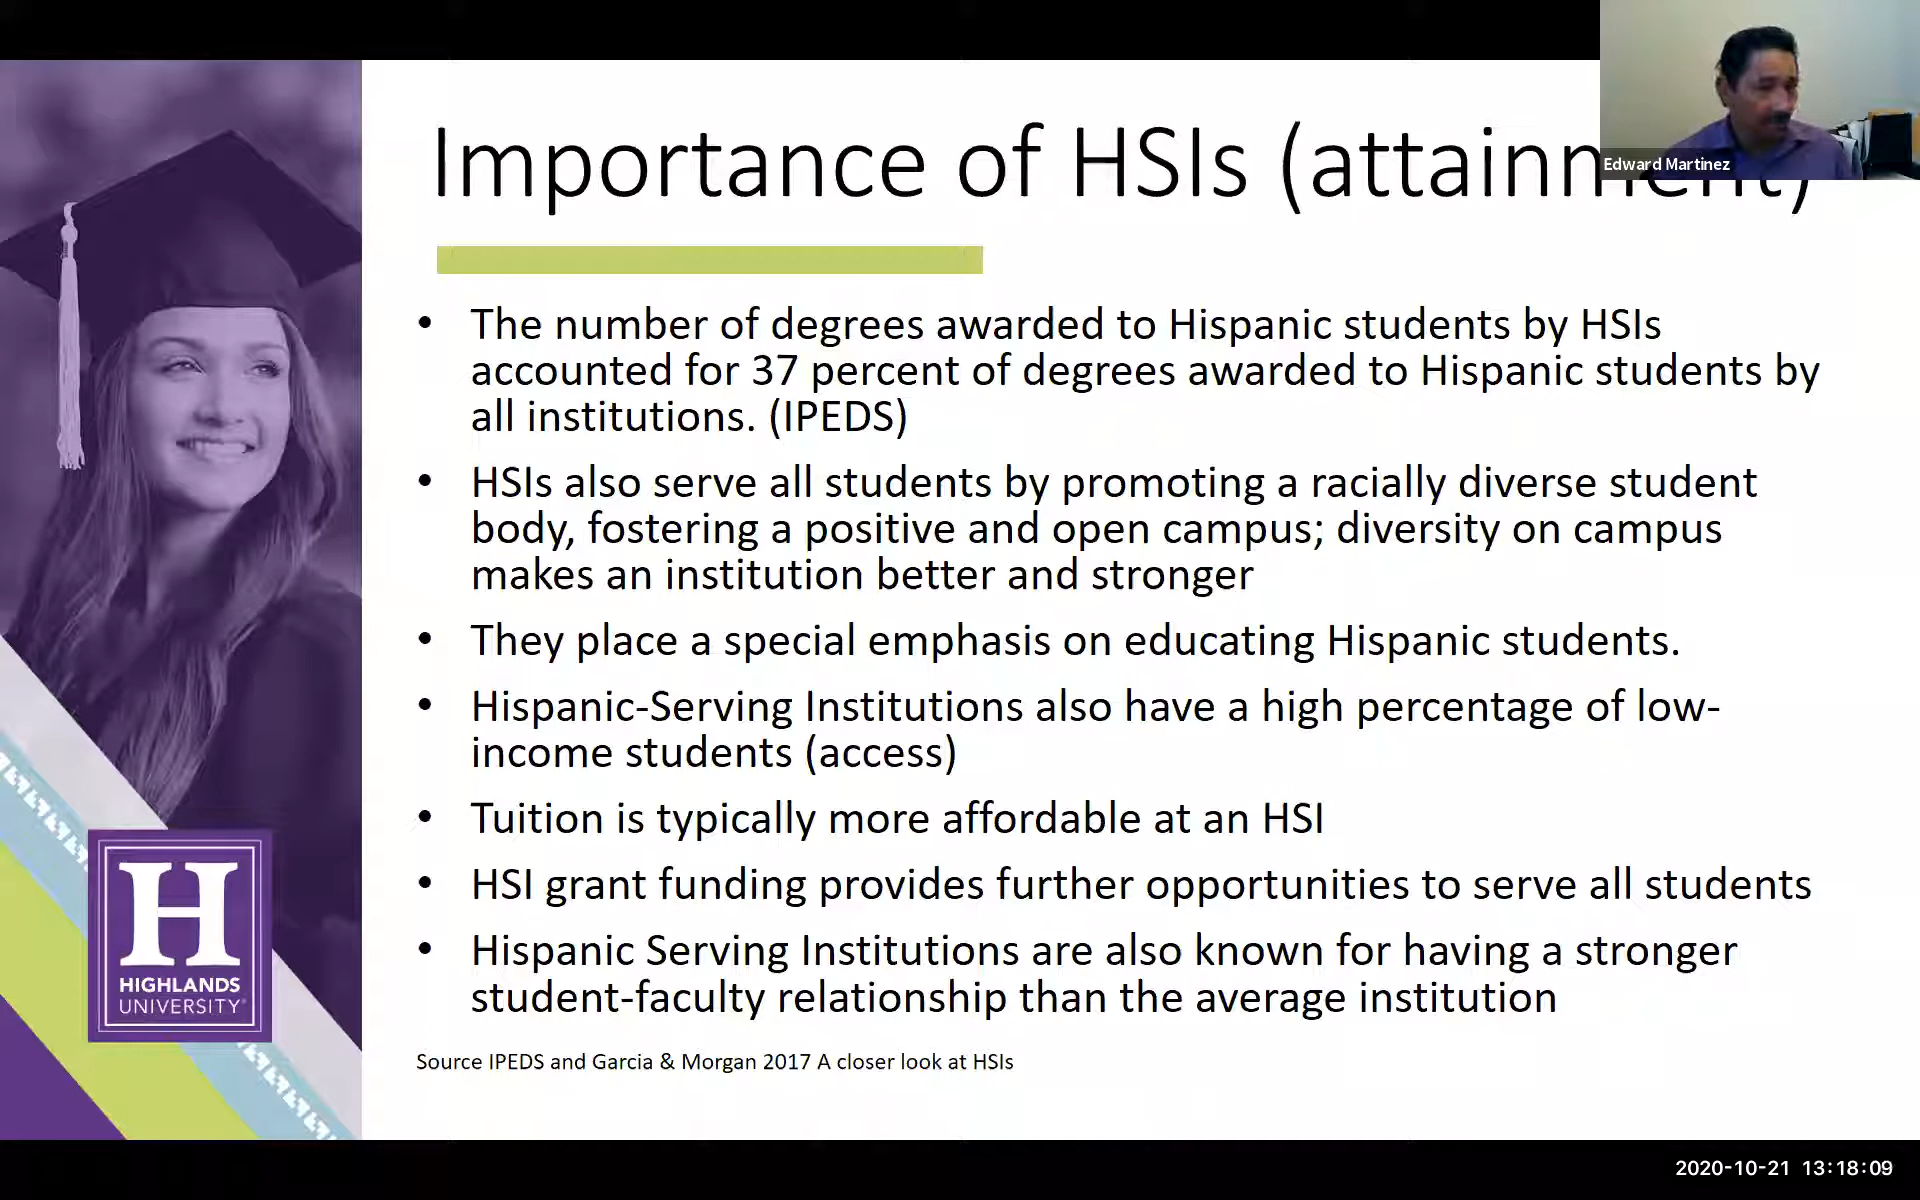 Importance of HSIs (attainment)
Edward Martinez
• The number of degrees awarded to Hispanic students by HSIs
accounted for 37 percent of degrees awarded to Hispanic students by
all institutions. (IPEDS)
• HSIs also serve all students by promoting a racially diverse student
body, fostering a positive and open campus; diversity on campus
makes an institution better and stronger
• They place a special emphasis on educating Hispanic students.
• Hispanic-Serving Institutions also have a high percentage of low-
income students (access)
• Tuition is typically more affordable at an HSI
• HSI grant funding provides further opportunities to serve all students
• Hispanic Serving Institutions are also known for having a stronger
student-faculty relationship than the average institution
Source IPEDS and Garcia & Morgan 2017 A closer look at HSIs
H
HIGHLANDS
UNIVERSITY
2020-10-21 13:18:09